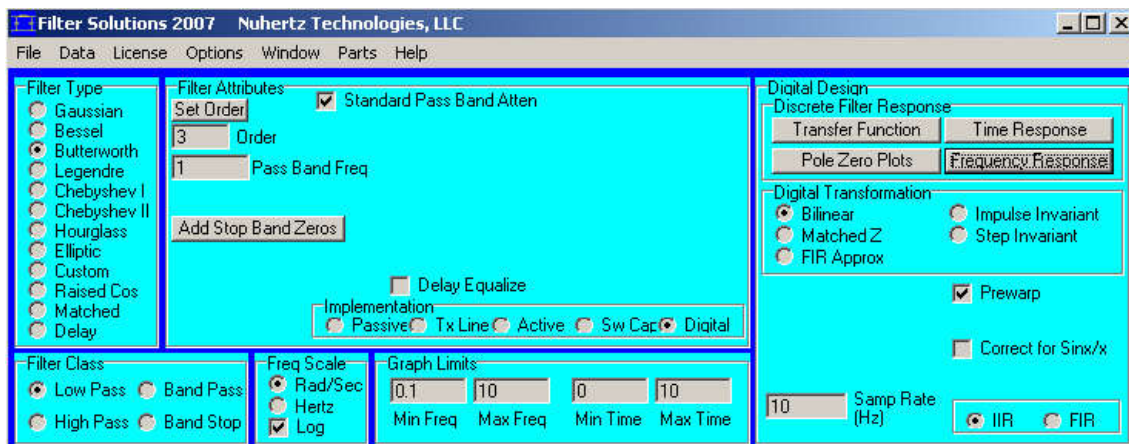 Filter Solutions 2007 Nuhertz Technologies, LLC
File Data License Options Window Parts Help
Filter Type
Gaussian
Bessel
Butterworth
Legendre
Chebyshev I
Chebyshev II
Hourglass
Elliptic
Custom
Raised Cos
Matched
Delay
Filter Attributes
Set Order
Standard Pass Band Atten
3 Order
1 Pass Band Freq
Add Stop Band Zeros
Delay Equalize
Implementation
Passive Tx Line Active Sw Cap Digital
Digital Design
Discrete Filter Response
Transfer Function Time Response
Pole Zero Plots Frequency Response
Digital Transformation
Bilinear Impulse Invariant
Matched Z Step Invariant
FIR Approx
Prewarp
Correct for Sinx/x
10 Samp Rate
(Hz)
IIR FIR
Filter Class
Low Pass Band Pass
High Pass Band Stop
Freq Scale
Rad/Sec
Hertz
Log
Graph Limits
0.1 10 0 10
Min Freq Max Freq Min Time Max Time